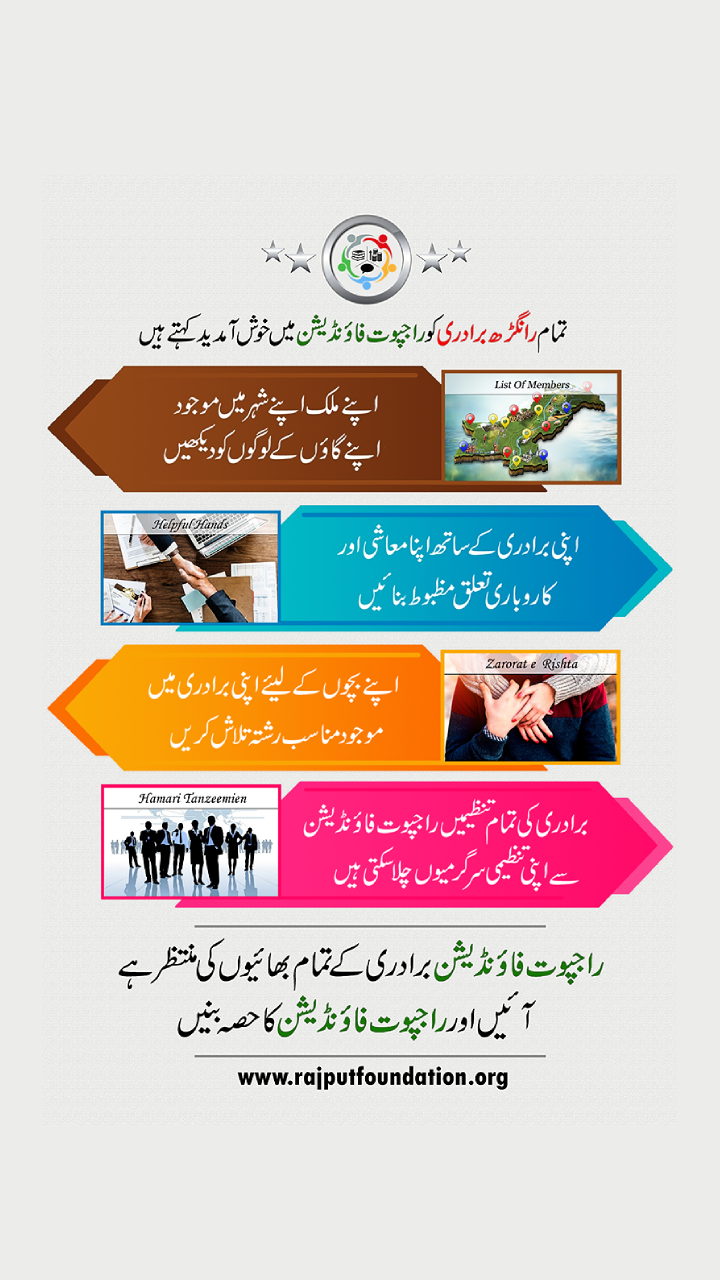 تمام رانگڑھ برادری کو راجپوت فاؤنڈیشن میں خوش آمدید کہتے ہیں
List Of Members
اپنے ملک اپنے شہر میں موجود
اپنے گاؤں کے لوگوں کو دیکھیں
Helpful Hands
اپنی برادری کے ساتھ اپنا معاشی اور
کاروباری تعلق مظبوط بنائیں
Zarorat e Rishta
اپنے بچوں کے لیئے اپنی برادری میں
موجود مناسب رشتہ تلاش کریں
Hamari Tanzeemien
برادری کی تمام تنظیمیں راجپوت فاؤنڈیشن
سے اپنی تنظیمی سرگرمیوں چلا سکتی ہیں
راجپوت فاؤنڈیشن برادری کے تمام بھائیوں کی منتظر ہے
آئیں اور راجپوت فاؤنڈیشن کا حصہ بنیں
www.rajputfoundation.org